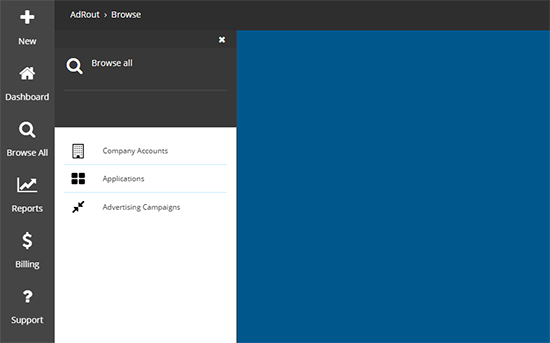 AdRout › Browse
New
Dashboard
Browse All
Reports
Billing
Support
Browse all
Company Accounts
Applications
Advertising Campaigns